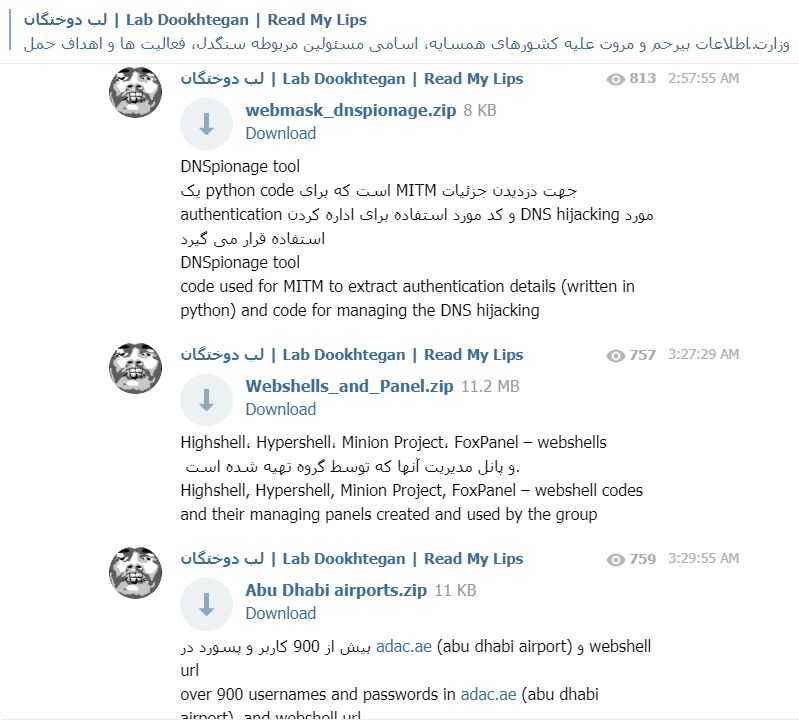 لب دوختگان | Lab Dookhtegan | Read My Lips
وزارت..اطلاعات بیرحم و مروت علیه کشورهای همسایه، اسامی مسئولین مربوطه سنگدل، فعالیت ها و اهداف حمل
لب دوختگان | Lab Dookhtegan | Read My Lips 813 2:57:55 AM
webmask_dnspionage.zip 8 KB
Download
DNSpionage tool
جهت دزدیدن جزئیات MITM است که برای python code یک
authentication و کد مورد استفاده برای اداره کردن DNS hijacking مورد
استفاده قرار می گیرد
DNSpionage tool
code used for MITM to extract authentication details (written in
python) and code for managing the DNS hijacking
لب دوختگان | Lab Dookhtegan | Read My Lips 757 3:27:29 AM
Webshells_and_Panel.zip 11.2 MB
Download
Highshell، Hypershell، Minion Project، FoxPanel – webshells
و پانل مدیریت آنها که توسط گروه تهیه شده است.
Highshell, Hypershell, Minion Project, FoxPanel – webshell codes
and their managing panels created and used by the group
لب دوختگان | Lab Dookhtegan | Read My Lips 759 3:29:55 AM
Abu Dhabi airports.zip 11 KB
Download
بیش از 900 کاربر و پسورد در adac.ae (abu dhabi airport) و webshell
url
over 900 usernames and passwords in adac.ae (abu dhabi
airport), and webshell url